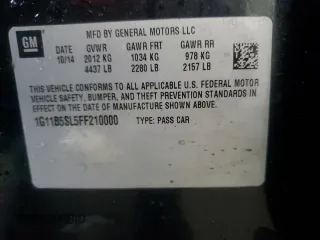 GM
MFD BY GENERAL MOTORS LLC
DATE 10/14 GVWR 2012 KG 4437 LB GAWR FRT 1034 KG 2280 LB GAWR RR 978 KG 2157 LB
THIS VEHICLE CONFORMS TO ALL APPLICABLE U.S. FEDERAL MOTOR
VEHICLE SAFETY, BUMPER, AND THEFT PREVENTION STANDARDS
IN EFFECT ON THE DATE OF MANUFACTURE SHOWN ABOVE.
1G11B5SL5FF210000 TYPE: PASS CAR